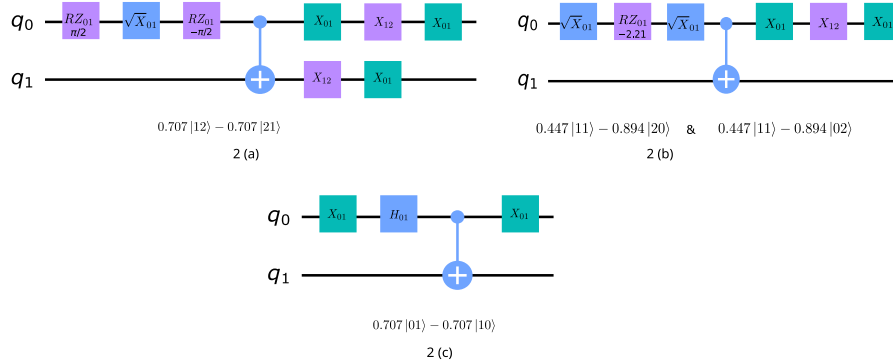 q₀ RZ₀₁ π/2 √X₀₁ RZ₀₁ −π/2 X₀₁ X₁₂ X₀₁
q₁ X₁₂ X₀₁
0.707 |12⟩ − 0.707 |21⟩
2 (a)
q₀ √X₀₁ RZ₀₁ −2.21 √X₀₁ X₀₁ X₁₂ X₀₁
q₁
0.447 |11⟩ − 0.894 |20⟩ & 0.447 |11⟩ − 0.894 |02⟩
2 (b)
q₀ X₀₁ H₀₁ X₀₁
q₁
0.707 |01⟩ − 0.707 |10⟩
2 (c)